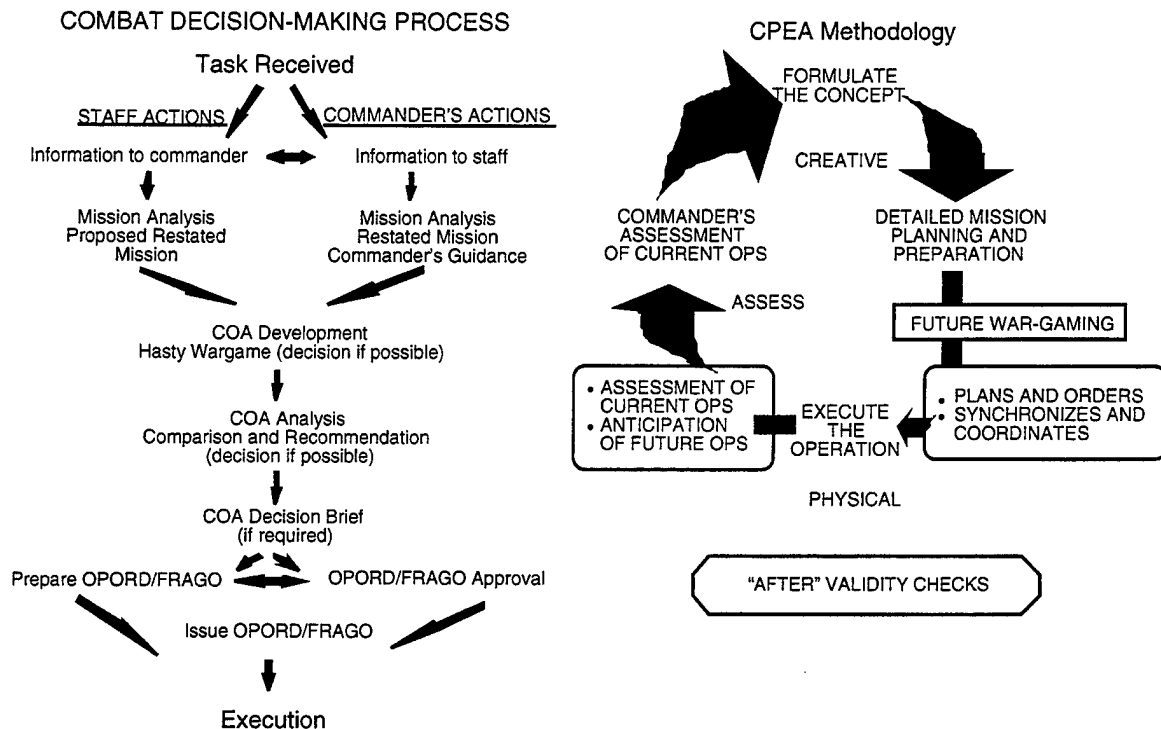 COMBAT DECISION-MAKING PROCESS
Task Received
STAFF ACTIONS
COMMANDER'S ACTIONS
Information to commander
Information to staff
Mission Analysis
Proposed Restated
Mission
Mission Analysis
Restated Mission
Commander's Guidance
COA Development
Hasty Wargame (decision if possible)
COA Analysis
Comparison and Recommendation
(decision if possible)
COA Decision Brief
(if required)
Prepare OPORD/FRAGO
OPORD/FRAGO Approval
Issue OPORD/FRAGO
Execution
CPEA Methodology
FORMULATE
THE CONCEPT
CREATIVE
COMMANDER'S
ASSESSMENT
OF CURRENT OPS
DETAILED MISSION
PLANNING AND
PREPARATION
ASSESS
FUTURE WAR-GAMING
• ASSESSMENT OF
CURRENT OPS
• ANTICIPATION
OF FUTURE OPS
EXECUTE
THE
OPERATION
• PLANS AND ORDERS
• SYNCHRONIZES AND
COORDINATES
PHYSICAL
"AFTER" VALIDITY CHECKS